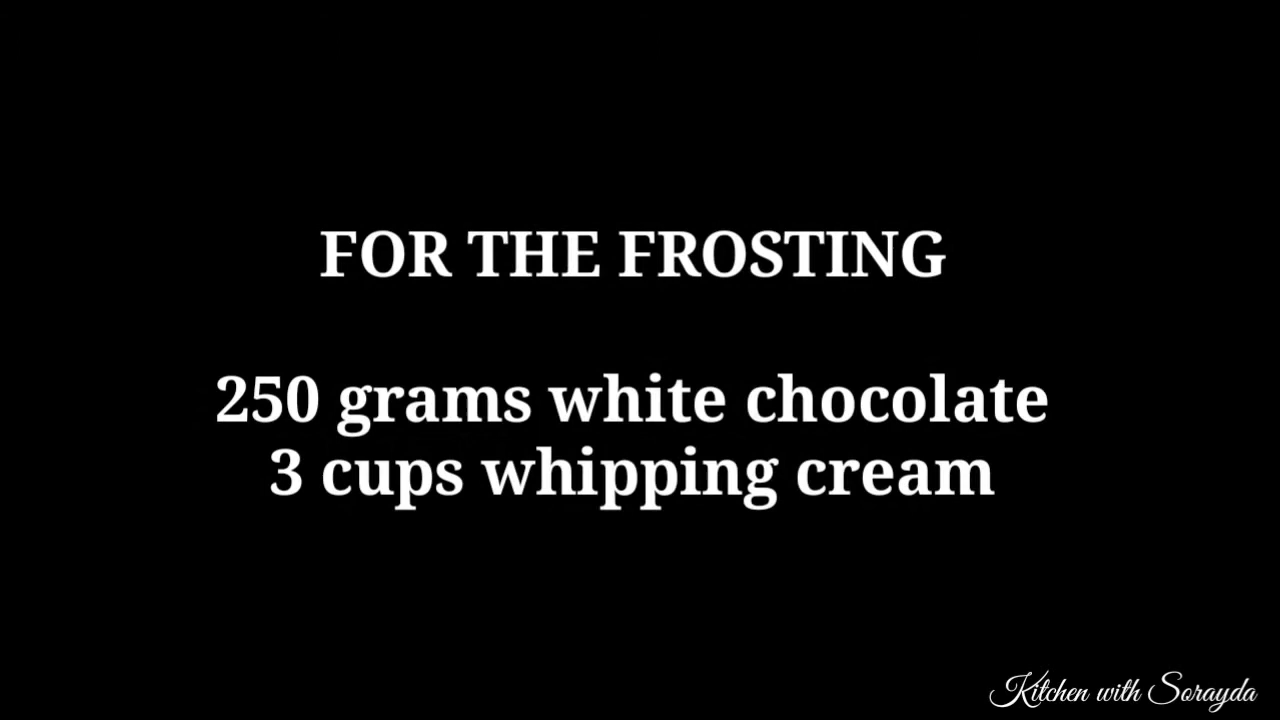 FOR THE FROSTING
250 grams white chocolate
3 cups whipping cream
Kitchen with Sorayda